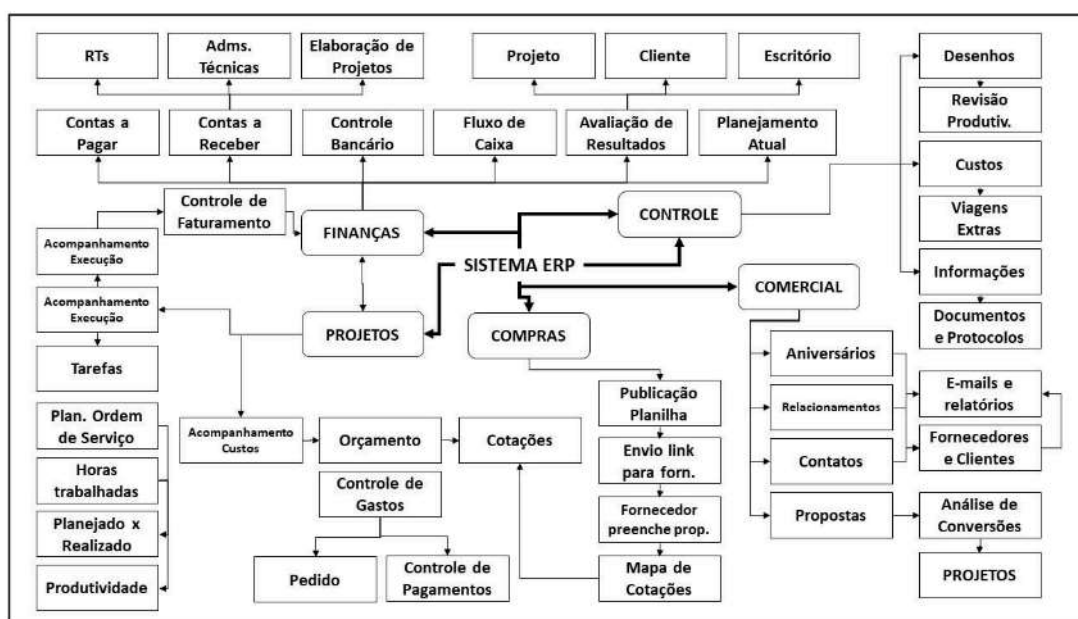 RTs
Adms.
Técnicas
Elaboração de
Projetos
Projeto
Cliente
Escritório
Desenhos
Revisão
Produtiv.
Contas a
Pagar
Contas a
Receber
Controle
Bancário
Fluxo de
Caixa
Avaliação de
Resultados
Planejamento
Atual
Custos
Viagens
Extras
Controle de
Faturamento
FINANÇAS
CONTROLE
Acompanhamento
Execução
SISTEMA ERP
Informações
Acompanhamento
Execução
COMERCIAL
PROJETOS
COMPRAS
Documentos
e Protocolos
Tarefas
Aniversários
Publicação
Planilha
E-mails e
relatórios
Relacionamentos
Plan. Ordem
de Serviço
Acompanhamento
Custos
Orçamento
Cotações
Envio link
para forn.
Fornecedores
e Clientes
Contatos
Horas
trabalhadas
Controle de
Gastos
Fornecedor
preenche prop.
Propostas
Análise de
Conversões
Planejado x
Realizado
Pedido
Controle de
Pagamentos
Mapa de
Cotações
PROJETOS
Produtividade